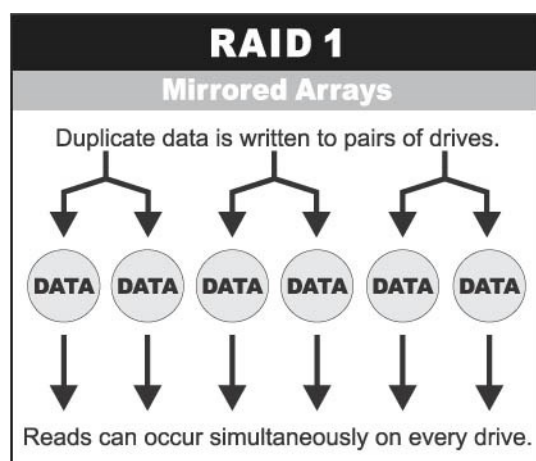 RAID 1
Mirrored Arrays
Duplicate data is written to pairs of drives.
DATA DATA DATA DATA DATA DATA
Reads can occur simultaneously on every drive.